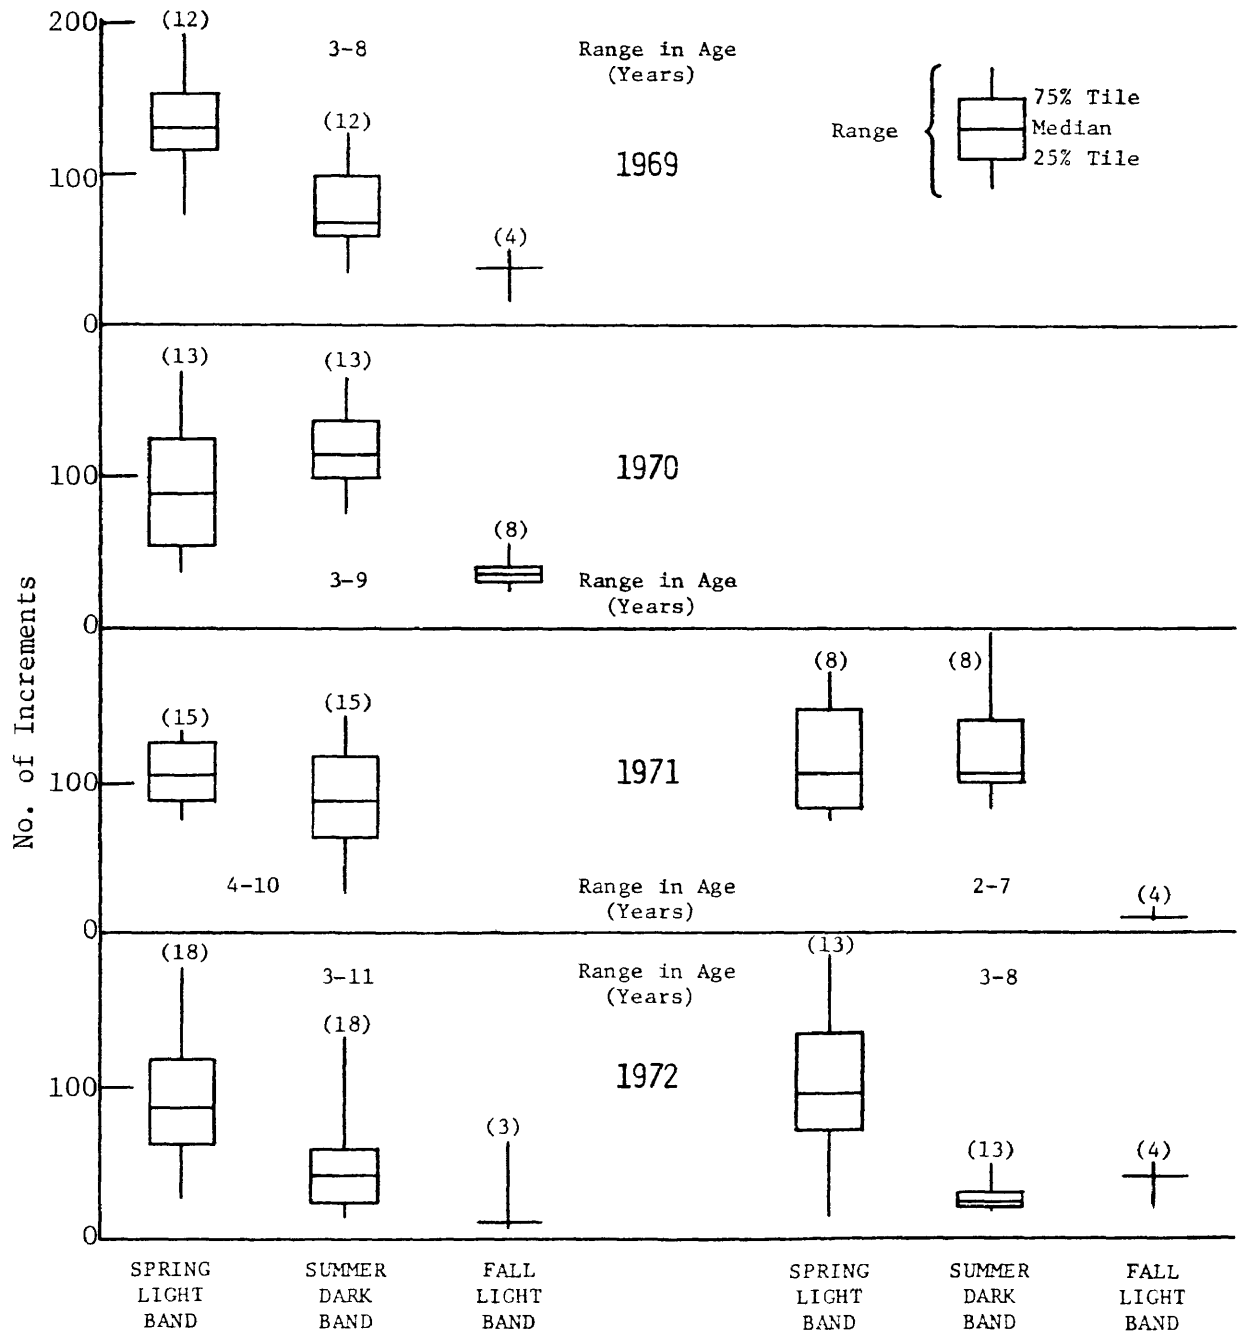 200
(12)
3-8
Range in Age
(Years)
75% Tile
Range
Median
25% Tile
(12)
1969
100
(4)
0
(13)
(13)
100
1970
(8)
3-9
Range in Age
(Years)
0
No. of Increments
(8)
(8)
(15)
(15)
100
1971
4-10
Range in Age
(Years)
2-7
(4)
0
(18)
(13)
3-11
Range in Age
(Years)
3-8
(18)
100
1972
(3)
(13)
(4)
0
SPRING
LIGHT
BAND
SUMMER
DARK
BAND
FALL
LIGHT
BAND
SPRING
LIGHT
BAND
SUMMER
DARK
BAND
FALL
LIGHT
BAND